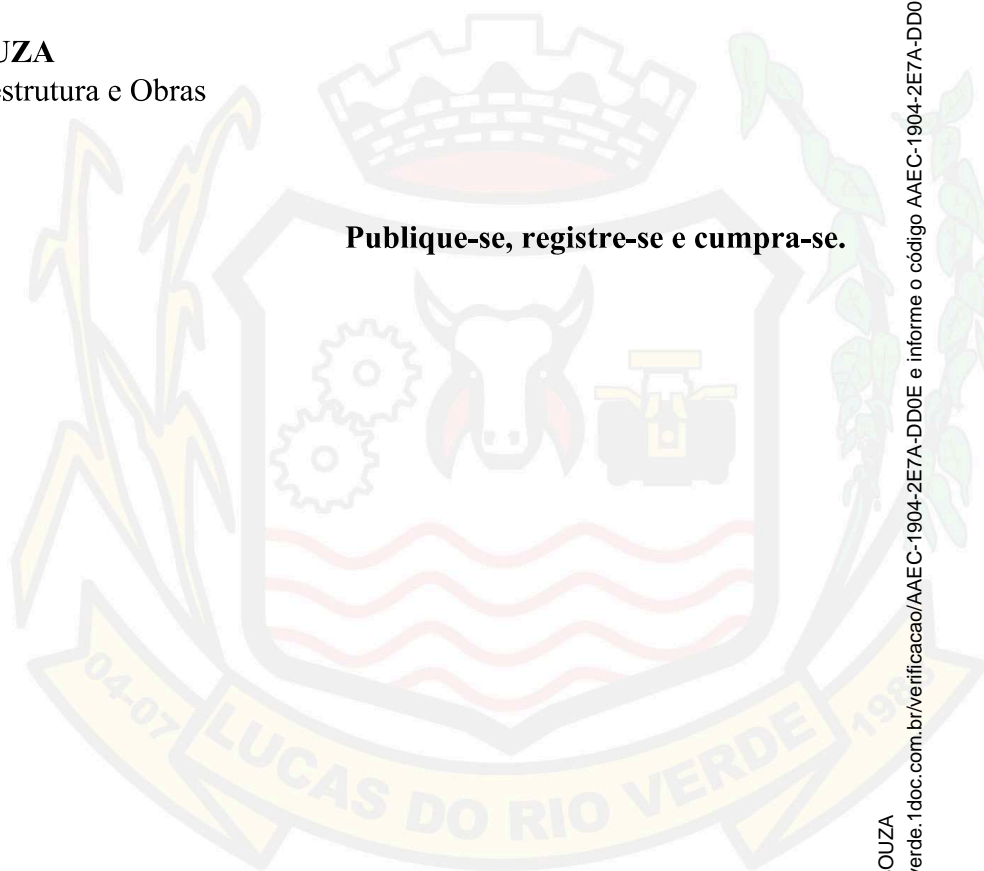 UZA
estrutura e Obras
Publique-se, registre-se e cumpra-se.
04-07
LUCAS DO RIO VERDE
OUZA
verde.1doc.com.br/verificacao/AAEC-1904-2E7A-DD0E e informe o código AAEC-1904-2E7A-DD0